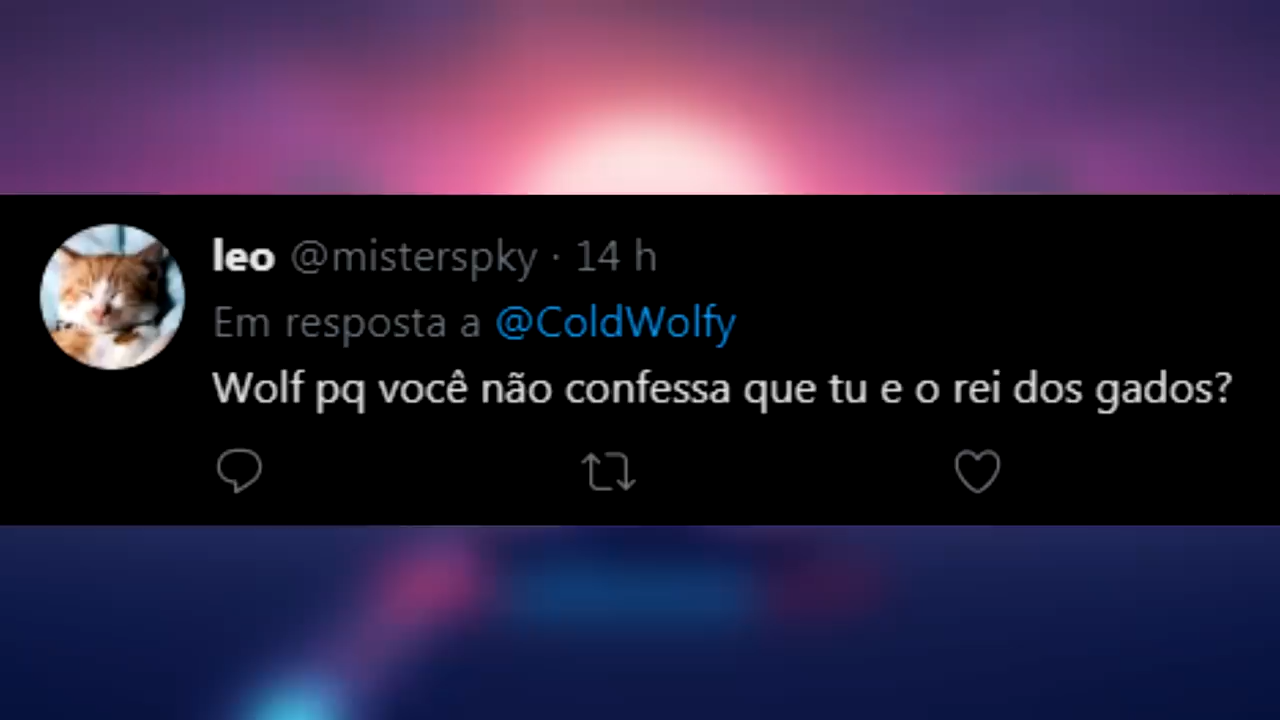 leo @misterspky · 14 h
Em resposta a @ColdWolfy
Wolf pq você não confessa que tu e o rei dos gados?